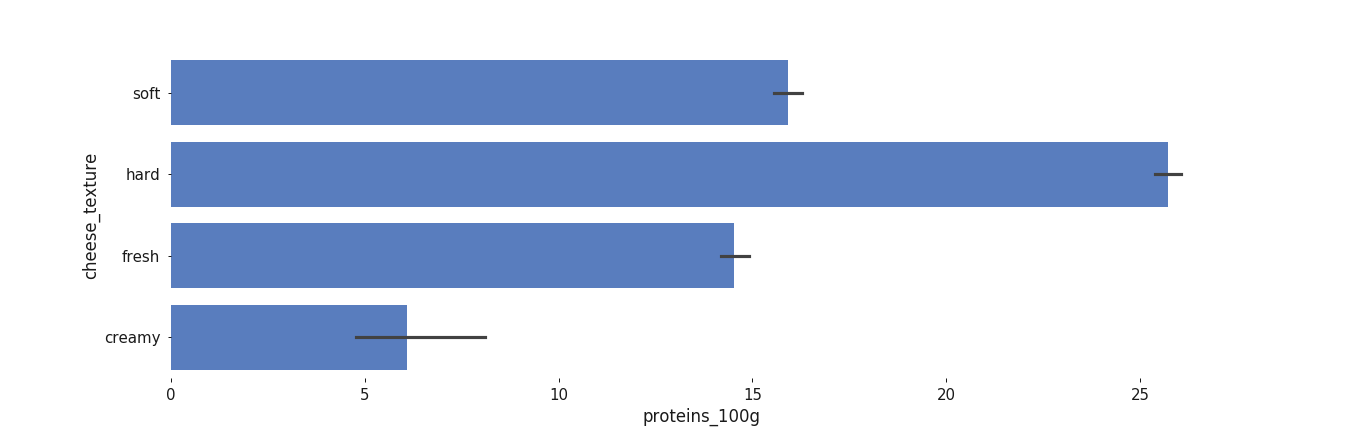 soft
hard
fresh
creamy
cheese_texture
0 5 10 15 20 25
proteins_100g